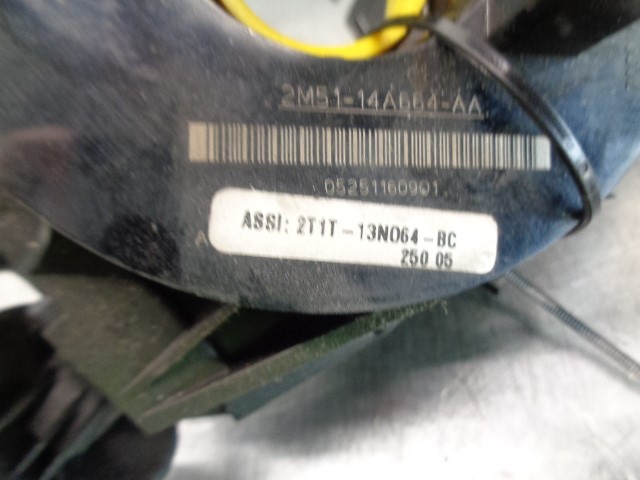 2M51-14A664-AA
05251160901
A
ASSI: 2T1T-13N064-BC
250 05